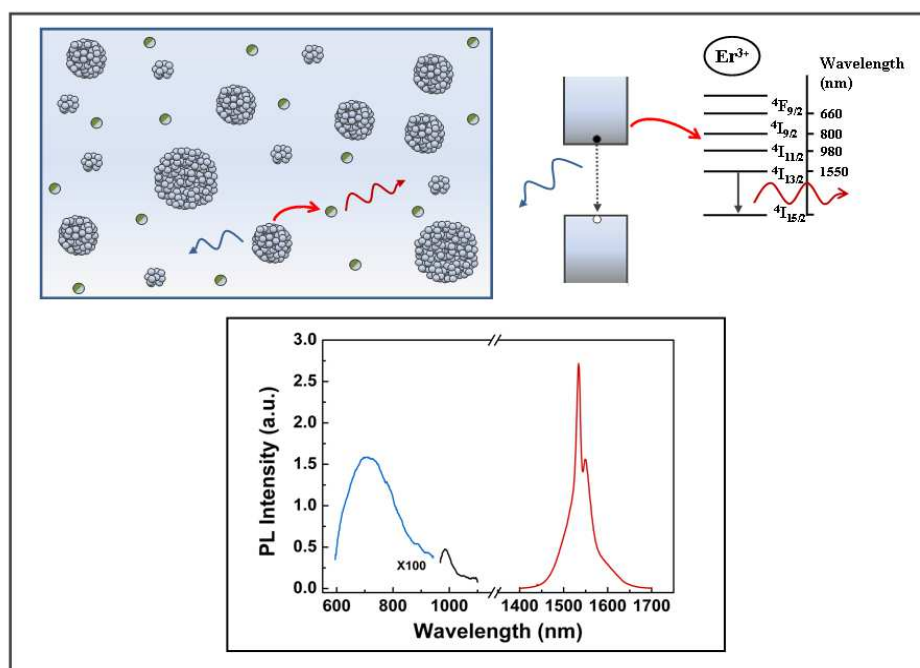 Er³⁺
Wavelength
(nm)
⁴F₉/₂ 660
⁴I₉/₂ 800
⁴I₁₁/₂ 980
⁴I₁₃/₂ 1550
⁴I₁₅/₂
3.0
2.5
2.0
1.5
1.0
0.5
0.0
PL Intensity (a.u.)
X100
600 800 1000 1400 1500 1600 1700
Wavelength (nm)